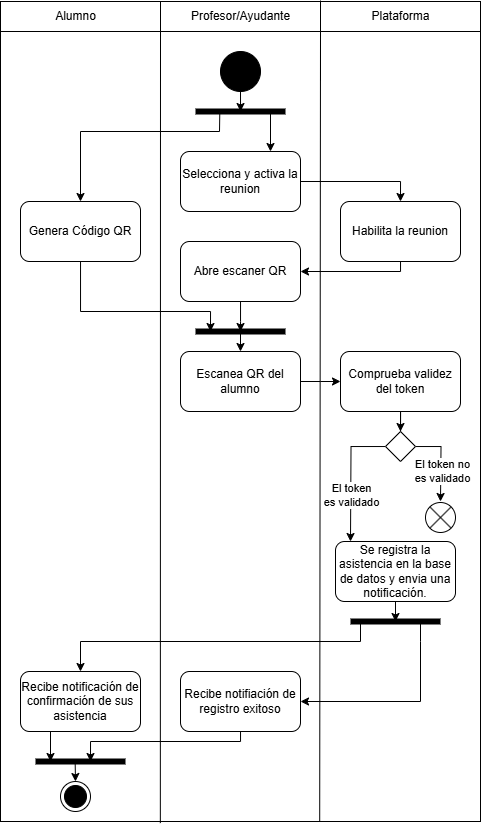 Alumno
Profesor/Ayudante
Plataforma
Selecciona y activa la
reunion
Genera Código QR
Habilita la reunion
Abre escaner QR
Escanea QR del
alumno
Comprueba validez
del token
El token no
es validado
El token
es validado
Se registra la
asistencia en la base
de datos y envia una
notificación.
Recibe notificación de
confirmación de sus
asistencia
Recibe notifiación de
registro exitoso